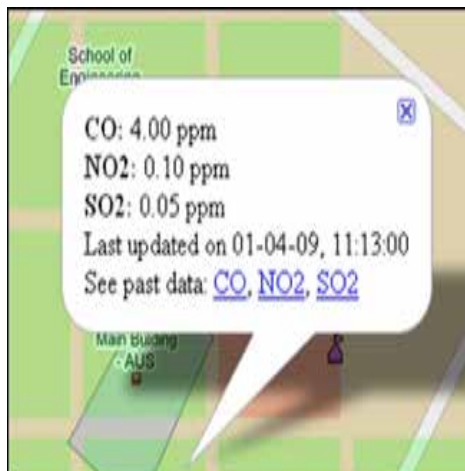 School of
Engineering
CO: 4.00 ppm
NO2: 0.10 ppm
SO2: 0.05 ppm
Last updated on 01-04-09, 11:13:00
See past data: CO, NO2, SO2
Main Building
- AUS